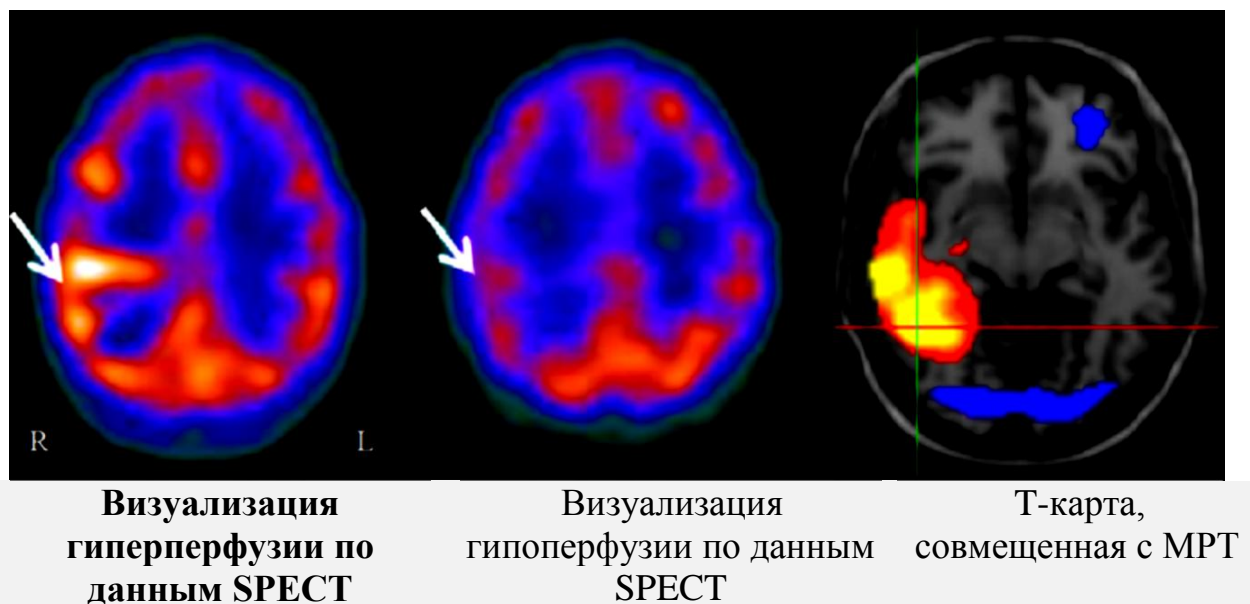 R
L
Визуализация
гиперперфузии по
данным SPECT
Визуализация
гипоперфузии по данным
SPECT
Т-карта,
совмещенная с МРТ